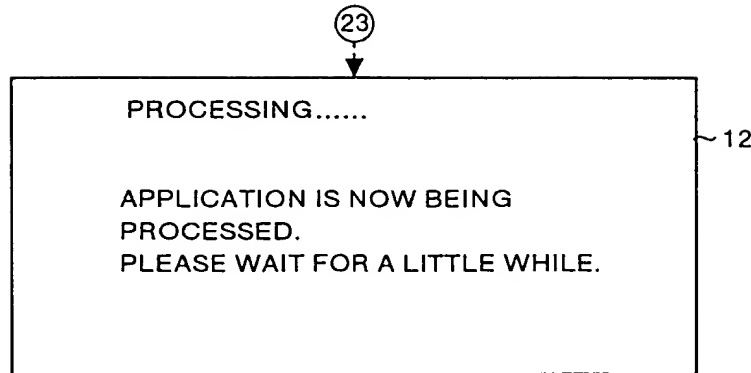 23
PROCESSING......
12
APPLICATION IS NOW BEING
PROCESSED.
PLEASE WAIT FOR A LITTLE WHILE.